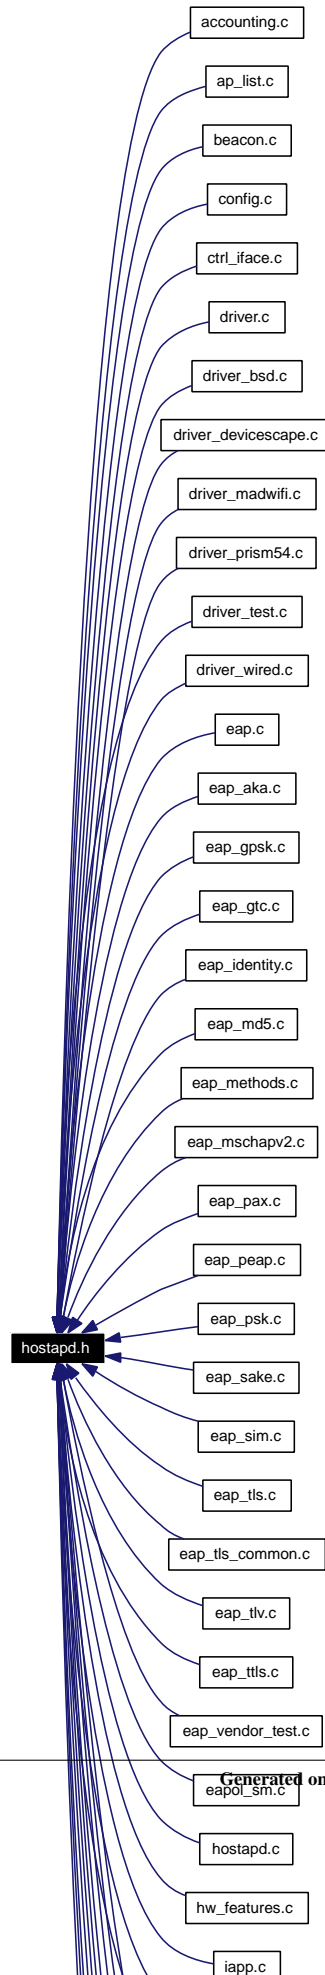 accounting.c
ap_list.c
beacon.c
config.c
ctrl_iface.c
driver.c
driver_bsd.c
driver_devicescape.c
driver_madwifi.c
driver_prism54.c
driver_test.c
driver_wired.c
eap.c
eap_aka.c
eap_gpsk.c
eap_gtc.c
eap_identity.c
eap_md5.c
eap_methods.c
eap_mschapv2.c
eap_pax.c
eap_peap.c
eap_psk.c
hostapd.h
eap_sake.c
eap_sim.c
eap_tls.c
eap_tls_common.c
eap_tlv.c
eap_ttls.c
eap_vendor_test.c
Generated on
eapol_sm.c
hostapd.c
hw_features.c
iapp.c